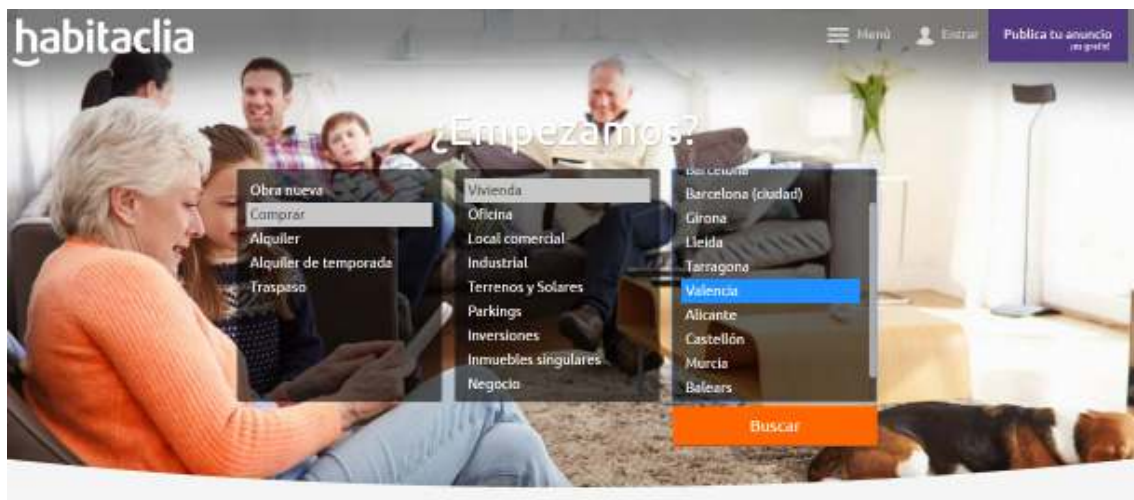 habitaclia
Menú
Entrar
Publica tu anuncio
¡es gratis!
¿Empezamos?
Obra nueva
Comprar
Alquiler
Alquiler de temporada
Traspaso
Vivienda
Oficina
Local comercial
Industrial
Terrenos y Solares
Parkings
Inversiones
Inmuebles singulares
Negocio
Barcelona
Barcelona (ciudad)
Girona
Lleida
Tarragona
Valencia
Alicante
Castellón
Murcia
Balears
Buscar